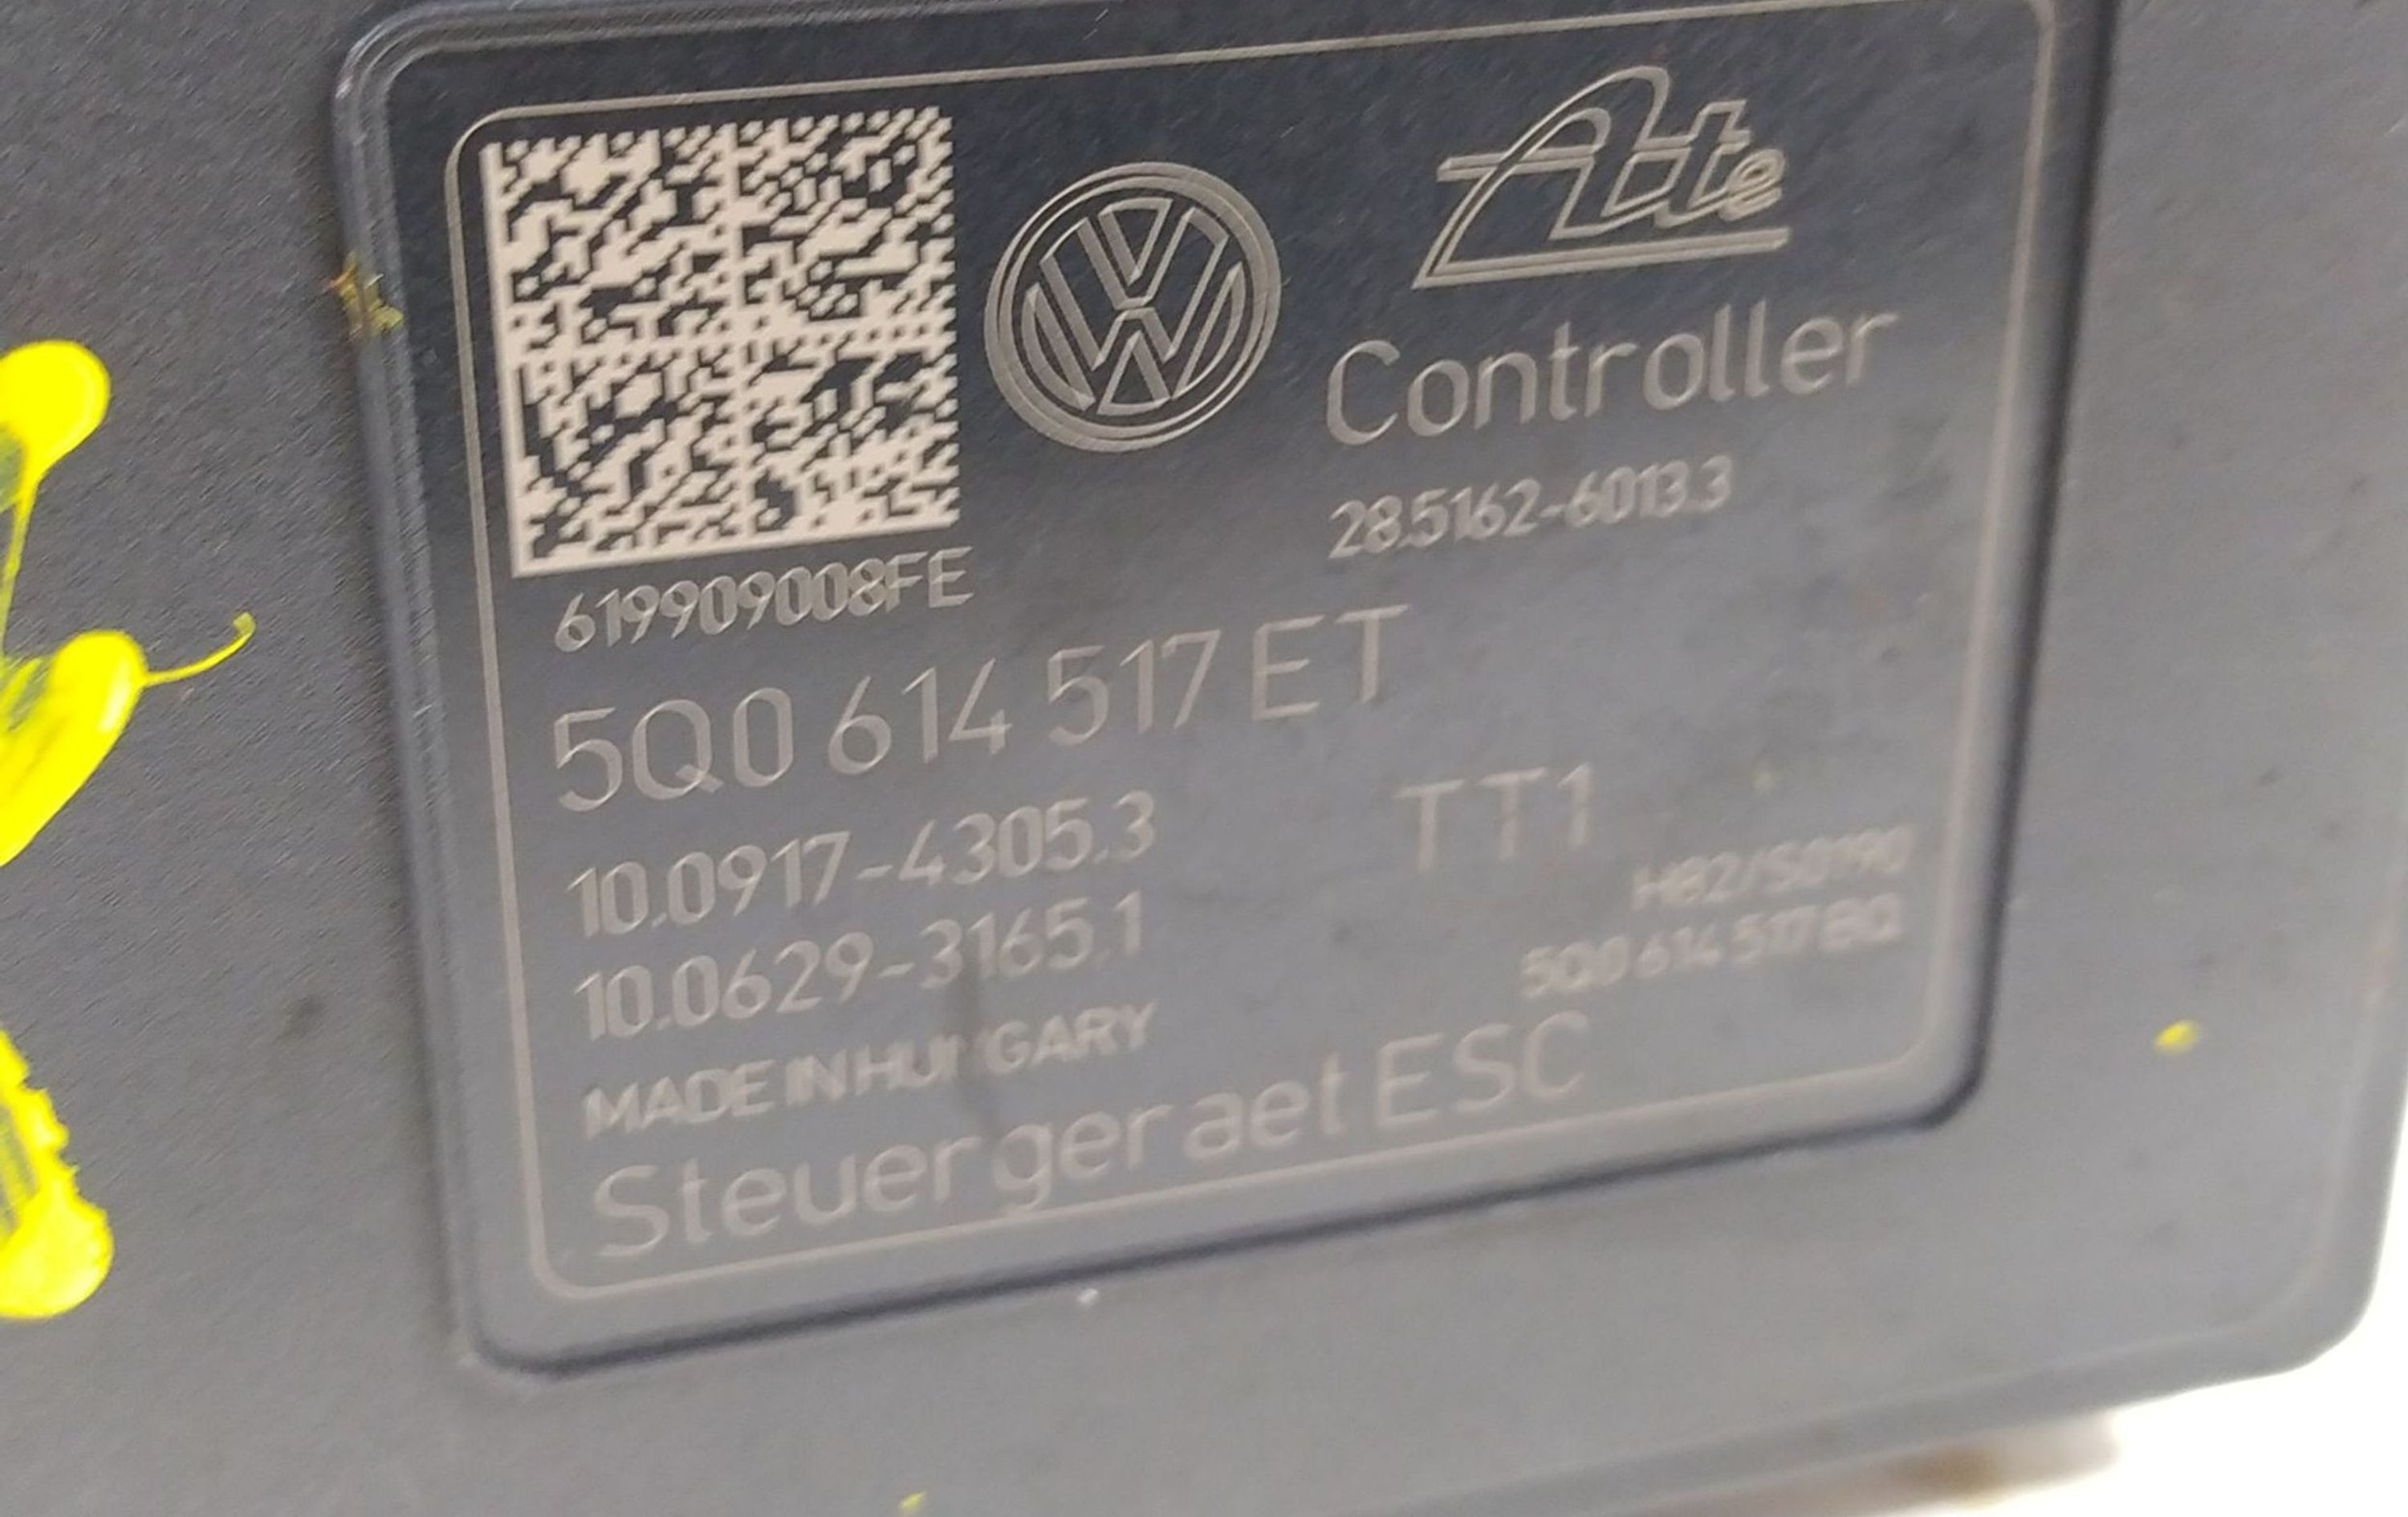 Ate
Controller
28.5162-6013.3
619909008FE
5Q0 614 517 ET
10.0917-4305.3
TT1
10.0629-3165.1
H82/S0190
5Q0 614 517 BQ
MADE IN HUNGARY
Steuergeraet ESC